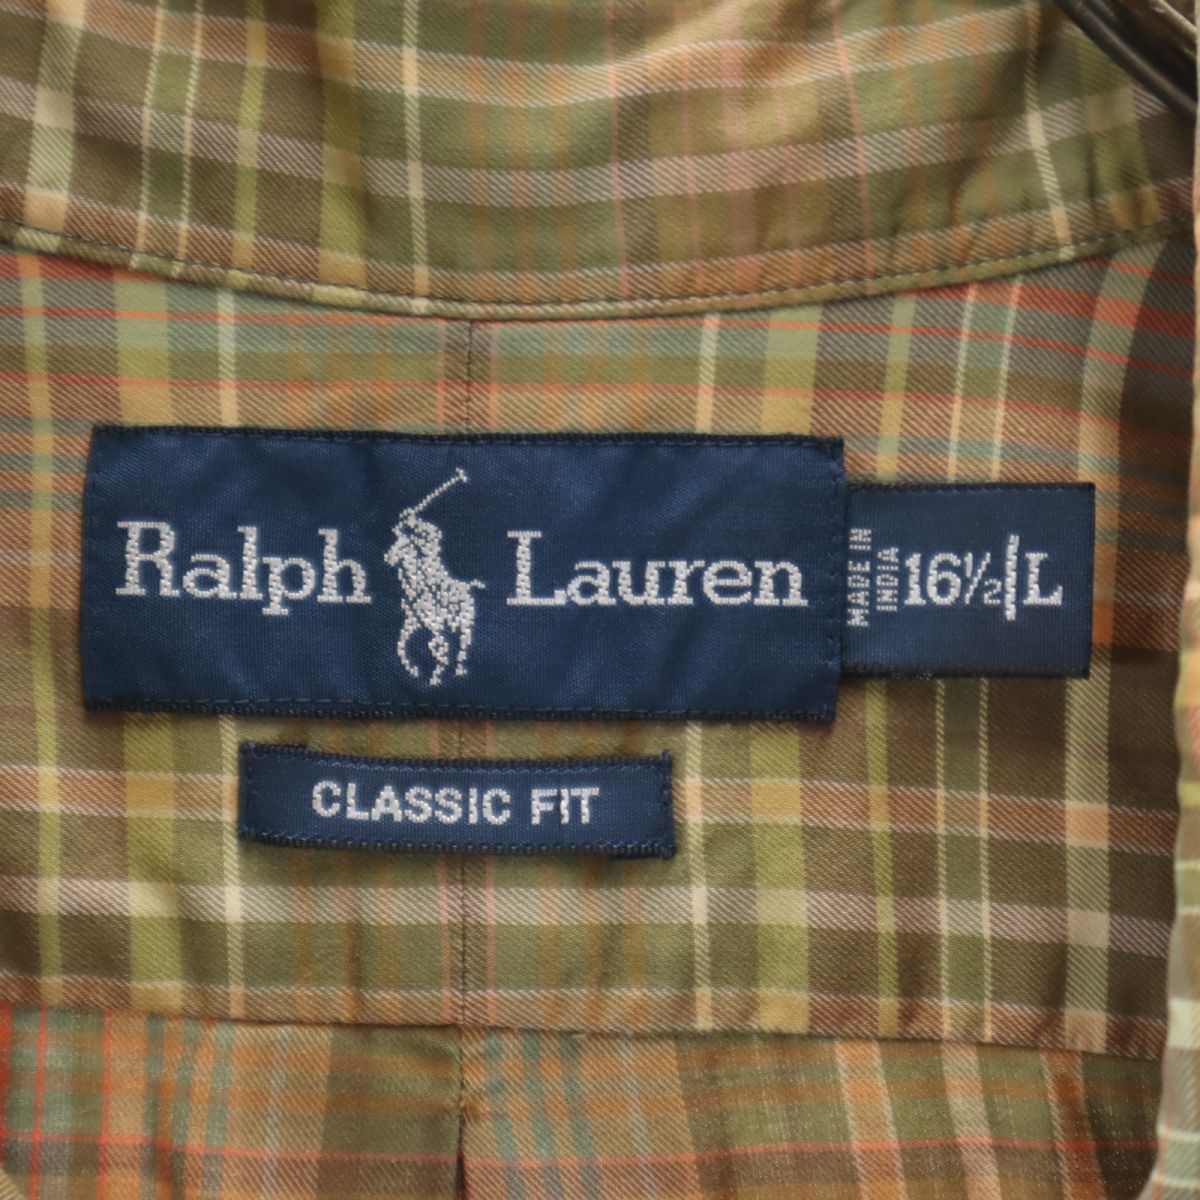 Ralph Lauren
MADE IN
INDIA
16½ L
CLASSIC FIT